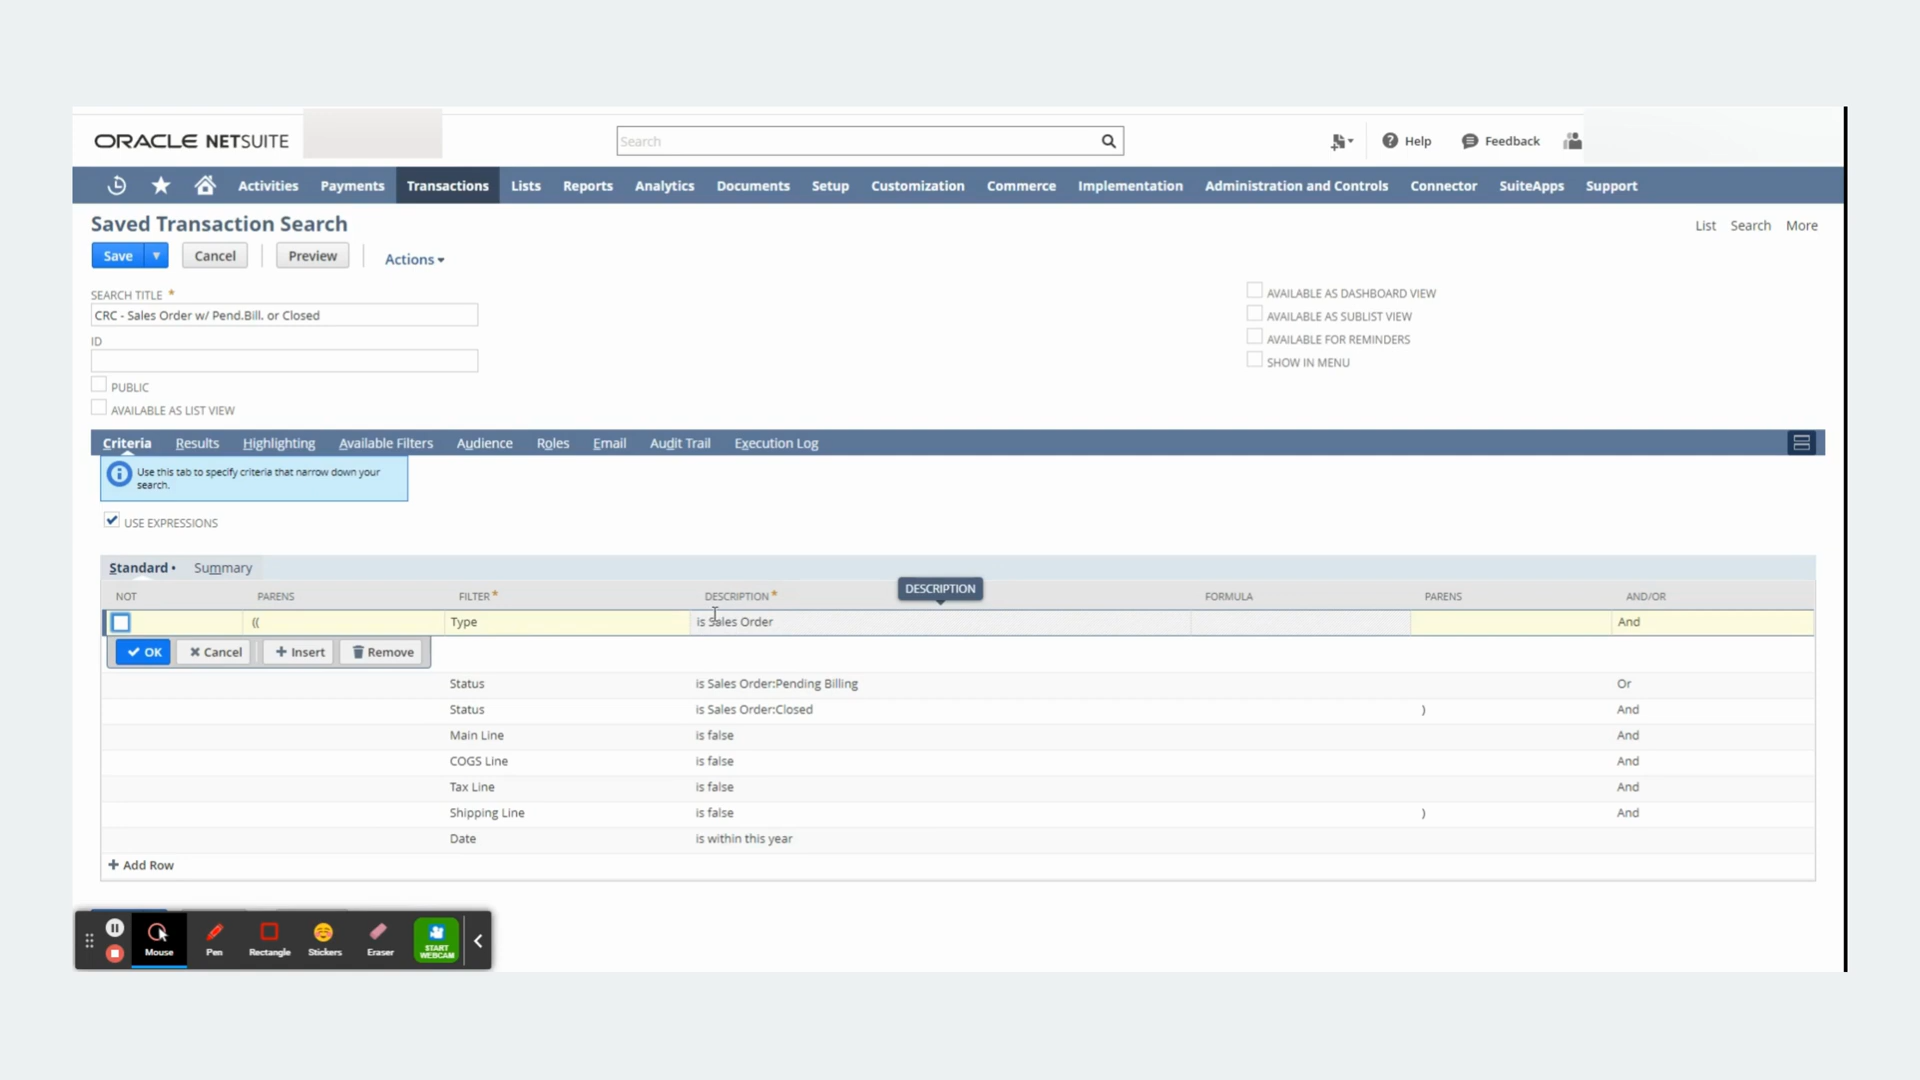 ORACLE NETSUITE
Search
Help
Feedback
Activities Payments Transactions Lists Reports Analytics Documents Setup Customization Commerce Implementation Administration and Controls Connector SuiteApps Support
Saved Transaction Search
List Search More
Save Cancel Preview Actions
SEARCH TITLE *
CRC - Sales Order w/ Pend.Bill. or Closed
ID
PUBLIC
AVAILABLE AS LIST VIEW
AVAILABLE AS DASHBOARD VIEW
AVAILABLE AS SUBLIST VIEW
AVAILABLE FOR REMINDERS
SHOW IN MENU
Criteria Results Highlighting Available Filters Audience Roles Email Audit Trail Execution Log
Use this tab to specify criteria that narrow down your
search.
USE EXPRESSIONS
Standard • Summary
DESCRIPTION
NOT PARENS FILTER * DESCRIPTION * FORMULA PARENS AND/OR
(( Type is Sales Order And
OK Cancel + Insert Remove
Status is Sales Order:Pending Billing Or
Status is Sales Order:Closed ) And
Main Line is false And
COGS Line is false And
Tax Line is false And
Shipping Line is false ) And
Date is within this year
+ Add Row
Mouse Pen Rectangle Stickers Eraser START
WEBCAM